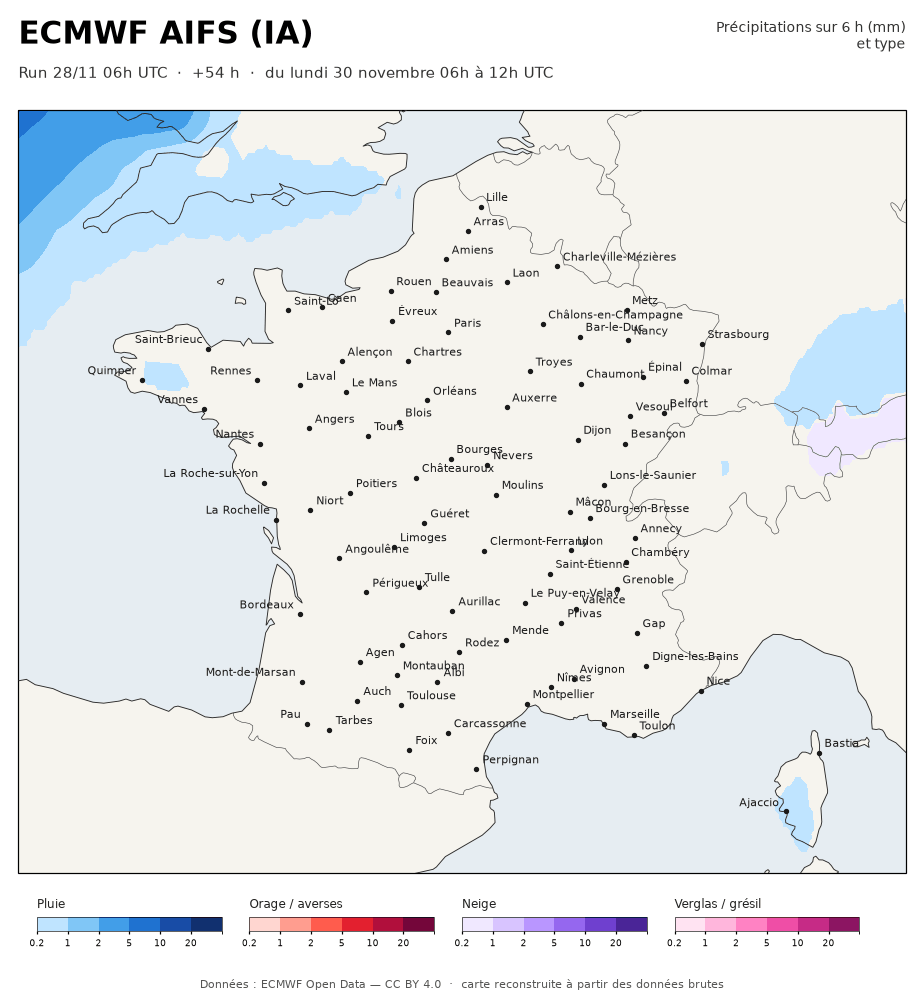 ECMWF AIFS (IA)
Précipitations sur 6 h (mm)
et type
Run 28/11 06h UTC · +54 h · du lundi 30 novembre 06h à 12h UTC
Lille
Arras
Amiens
Charleville-Mézières
Laon
Rouen
Beauvais
Saint-Lô
Caen
Metz
Évreux
Châlons-en-Champagne
Paris
Bar-le-Duc
Nancy
Strasbourg
Saint-Brieuc
Alençon
Chartres
Troyes
Quimper
Rennes
Laval
Chaumont
Épinal
Colmar
Le Mans
Vannes
Orléans
Auxerre
Vesoul
Belfort
Blois
Angers
Tours
Nantes
Dijon
Besançon
Bourges
Nevers
La Roche-sur-Yon
Châteauroux
Lons-le-Saunier
Poitiers
Moulins
Niort
Mâcon
La Rochelle
Bourg-en-Bresse
Guéret
Annecy
Limoges
Angoulême
Clermont-Ferrand
Lyon
Chambéry
Saint-Étienne
Périgueux
Tulle
Grenoble
Le Puy-en-Velay
Valence
Bordeaux
Aurillac
Privas
Gap
Mende
Cahors
Rodez
Agen
Digne-les-Bains
Mont-de-Marsan
Montauban
Albi
Avignon
Nîmes
Nice
Auch
Toulouse
Montpellier
Pau
Tarbes
Carcassonne
Marseille
Toulon
Foix
Bastia
Perpignan
Ajaccio
Pluie
Orage / averses
Neige
Verglas / grésil
0.2 1 2 5 10 20
0.2 1 2 5 10 20
0.2 1 2 5 10 20
0.2 1 2 5 10 20
Données : ECMWF Open Data — CC BY 4.0 · carte reconstruite à partir des données brutes